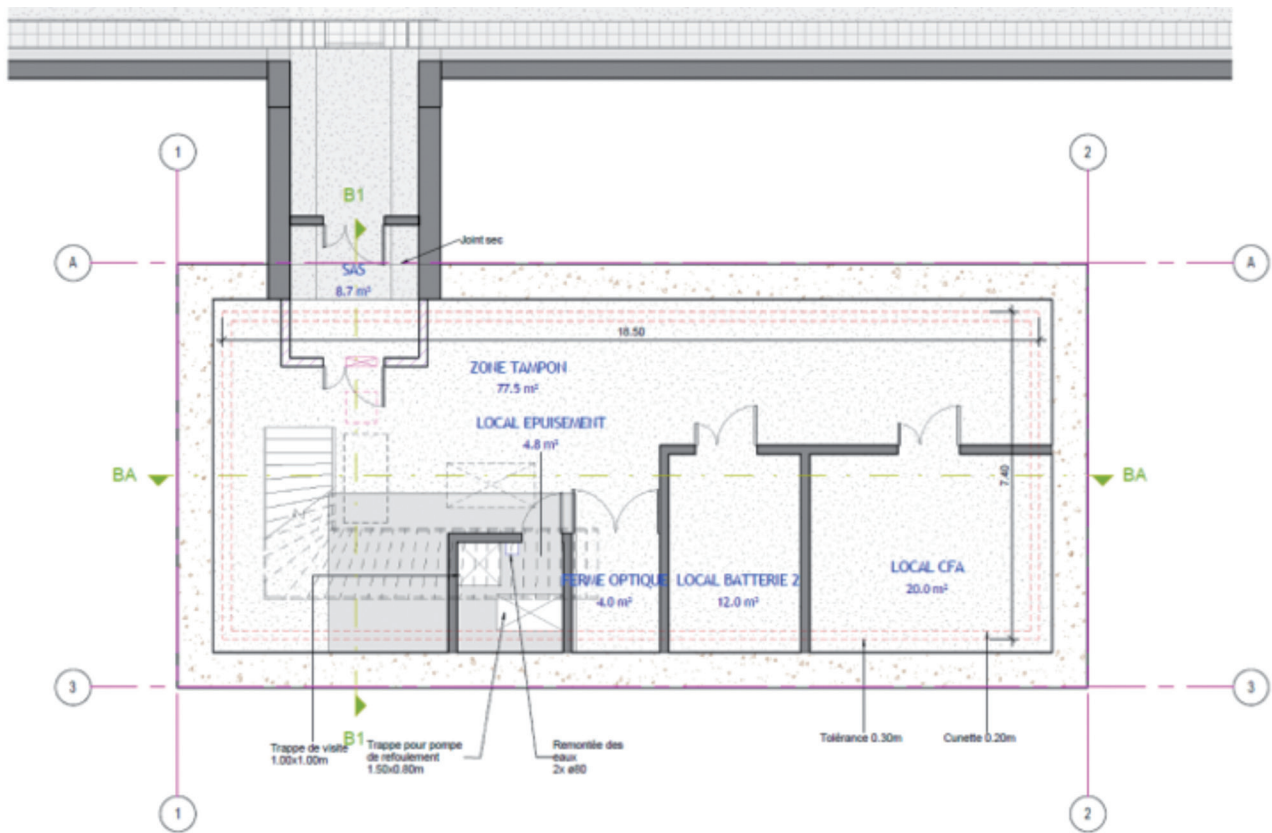 1
2
B1
Joint sec
A
A
SAS
8.7 m²
18.50
ZONE TAMPON
77.5 m²
LOCAL EPUISEMENT
4.8 m²
BA
BA
7.40
FERME OPTIQUE
4.0 m²
LOCAL BATTERIE 2
12.0 m²
LOCAL CFA
20.0 m²
3
3
B1
Trappe de visite
1.00x1.00m
Trappe pour pompe
de refoulement
1.50x0.80m
Remontée des
eaux
2x ø80
Tolérance 0.30m
Cunette 0.20m
1
2